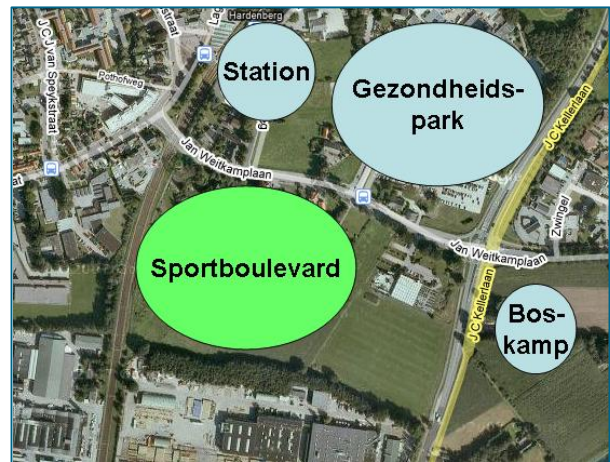 Hardenberg
J C J van Speykstraat
Pothofweg
Station
Gezondheids-
park
J C Kellerlaan
Jan Weitkamplaan
Zwingel
Jan Weitkamplaan
Sportboulevard
J C Kellerlaan
Bos-
kamp